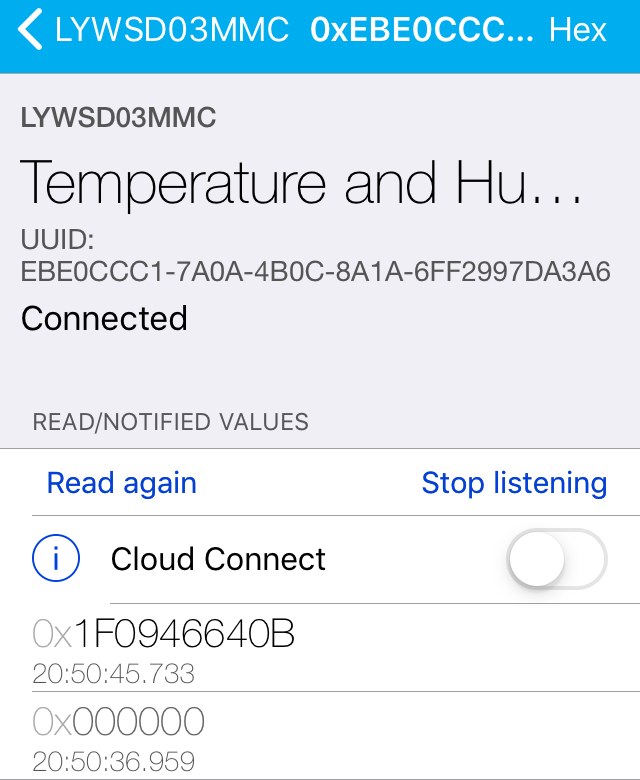 LYWSD03MMC 0xEBE0CCC... Hex
LYWSD03MMC
Temperature and Hu...
UUID:
EBE0CCC1-7A0A-4B0C-8A1A-6FF2997DA3A6
Connected
READ/NOTIFIED VALUES
Read again Stop listening
i Cloud Connect
0x1F0946640B
20:50:45.733
0x000000
20:50:36.959